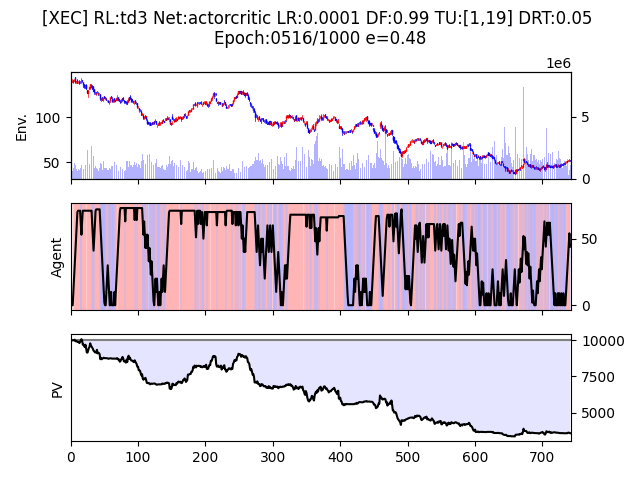 [XEC] RL:td3 Net:actorcritic LR:0.0001 DF:0.99 TU:[1,19] DRT:0.05
Epoch:0516/1000 e=0.48
1e6
Env.
100
50
5
0
Agent
50
0
PV
10000
7500
5000
0 100 200 300 400 500 600 700